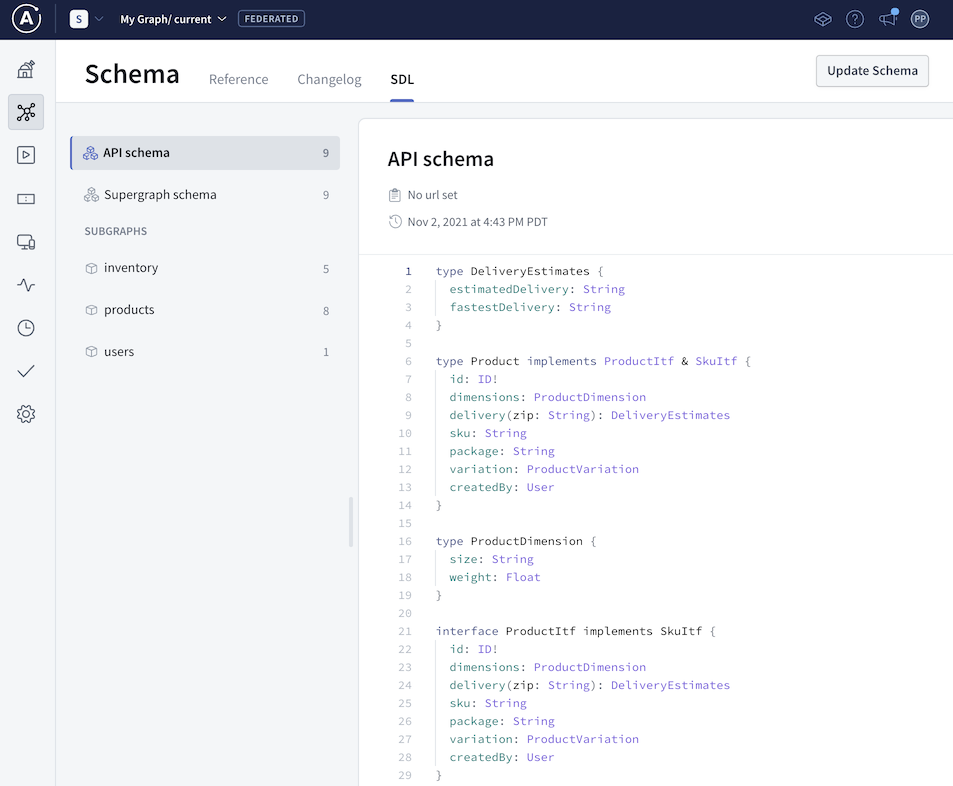 A
S
My Graph/ current
FEDERATED
?
PP
Schema
Reference
Changelog
SDL
Update Schema
API schema 9
Supergraph schema 9
SUBGRAPHS
inventory 5
products 8
users 1
API schema
No url set
Nov 2, 2021 at 4:43 PM PDT
1 type DeliveryEstimates {
2 estimatedDelivery: String
3 fastestDelivery: String
4 }
5
6 type Product implements ProductItf & SkuItf {
7 id: ID!
8 dimensions: ProductDimension
9 delivery(zip: String): DeliveryEstimates
10 sku: String
11 package: String
12 variation: ProductVariation
13 createdBy: User
14 }
15
16 type ProductDimension {
17 size: String
18 weight: Float
19 }
20
21 interface ProductItf implements SkuItf {
22 id: ID!
23 dimensions: ProductDimension
24 delivery(zip: String): DeliveryEstimates
25 sku: String
26 package: String
27 variation: ProductVariation
28 createdBy: User
29 }